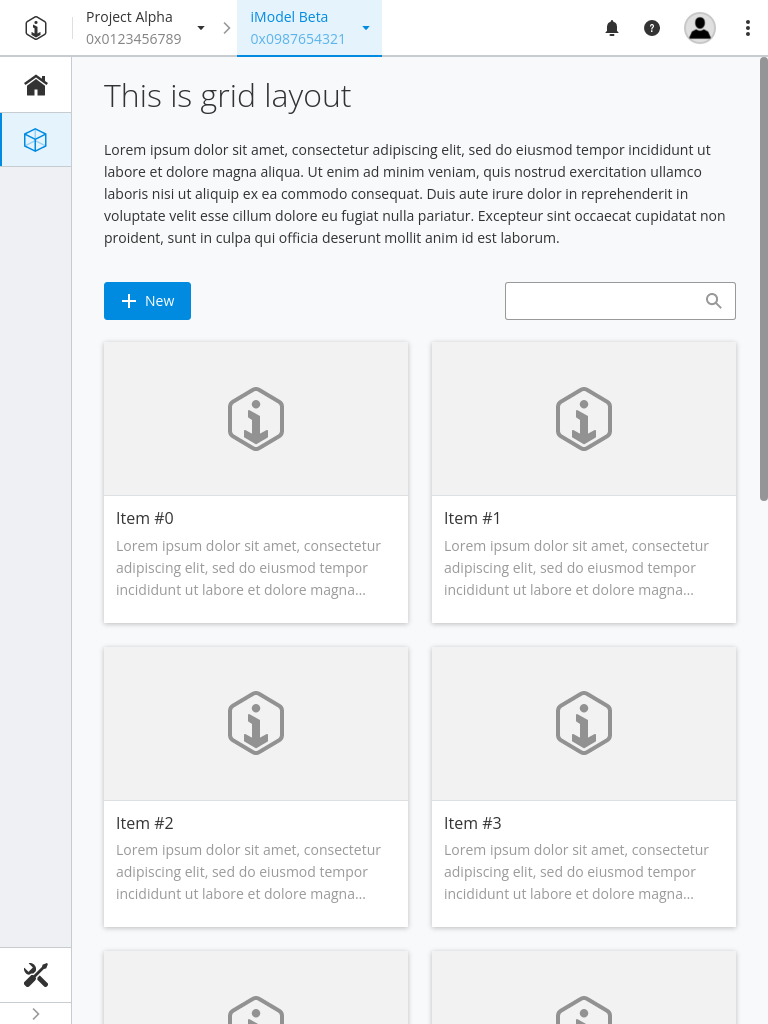 Project Alpha
0x0123456789
iModel Beta
0x0987654321
This is grid layout
Lorem ipsum dolor sit amet, consectetur adipiscing elit, sed do eiusmod tempor incididunt ut
labore et dolore magna aliqua. Ut enim ad minim veniam, quis nostrud exercitation ullamco
laboris nisi ut aliquip ex ea commodo consequat. Duis aute irure dolor in reprehenderit in
voluptate velit esse cillum dolore eu fugiat nulla pariatur. Excepteur sint occaecat cupidatat non
proident, sunt in culpa qui officia deserunt mollit anim id est laborum.
New
Item #0
Lorem ipsum dolor sit amet, consectetur
adipiscing elit, sed do eiusmod tempor
incididunt ut labore et dolore magna...
Item #1
Lorem ipsum dolor sit amet, consectetur
adipiscing elit, sed do eiusmod tempor
incididunt ut labore et dolore magna...
Item #2
Lorem ipsum dolor sit amet, consectetur
adipiscing elit, sed do eiusmod tempor
incididunt ut labore et dolore magna...
Item #3
Lorem ipsum dolor sit amet, consectetur
adipiscing elit, sed do eiusmod tempor
incididunt ut labore et dolore magna...